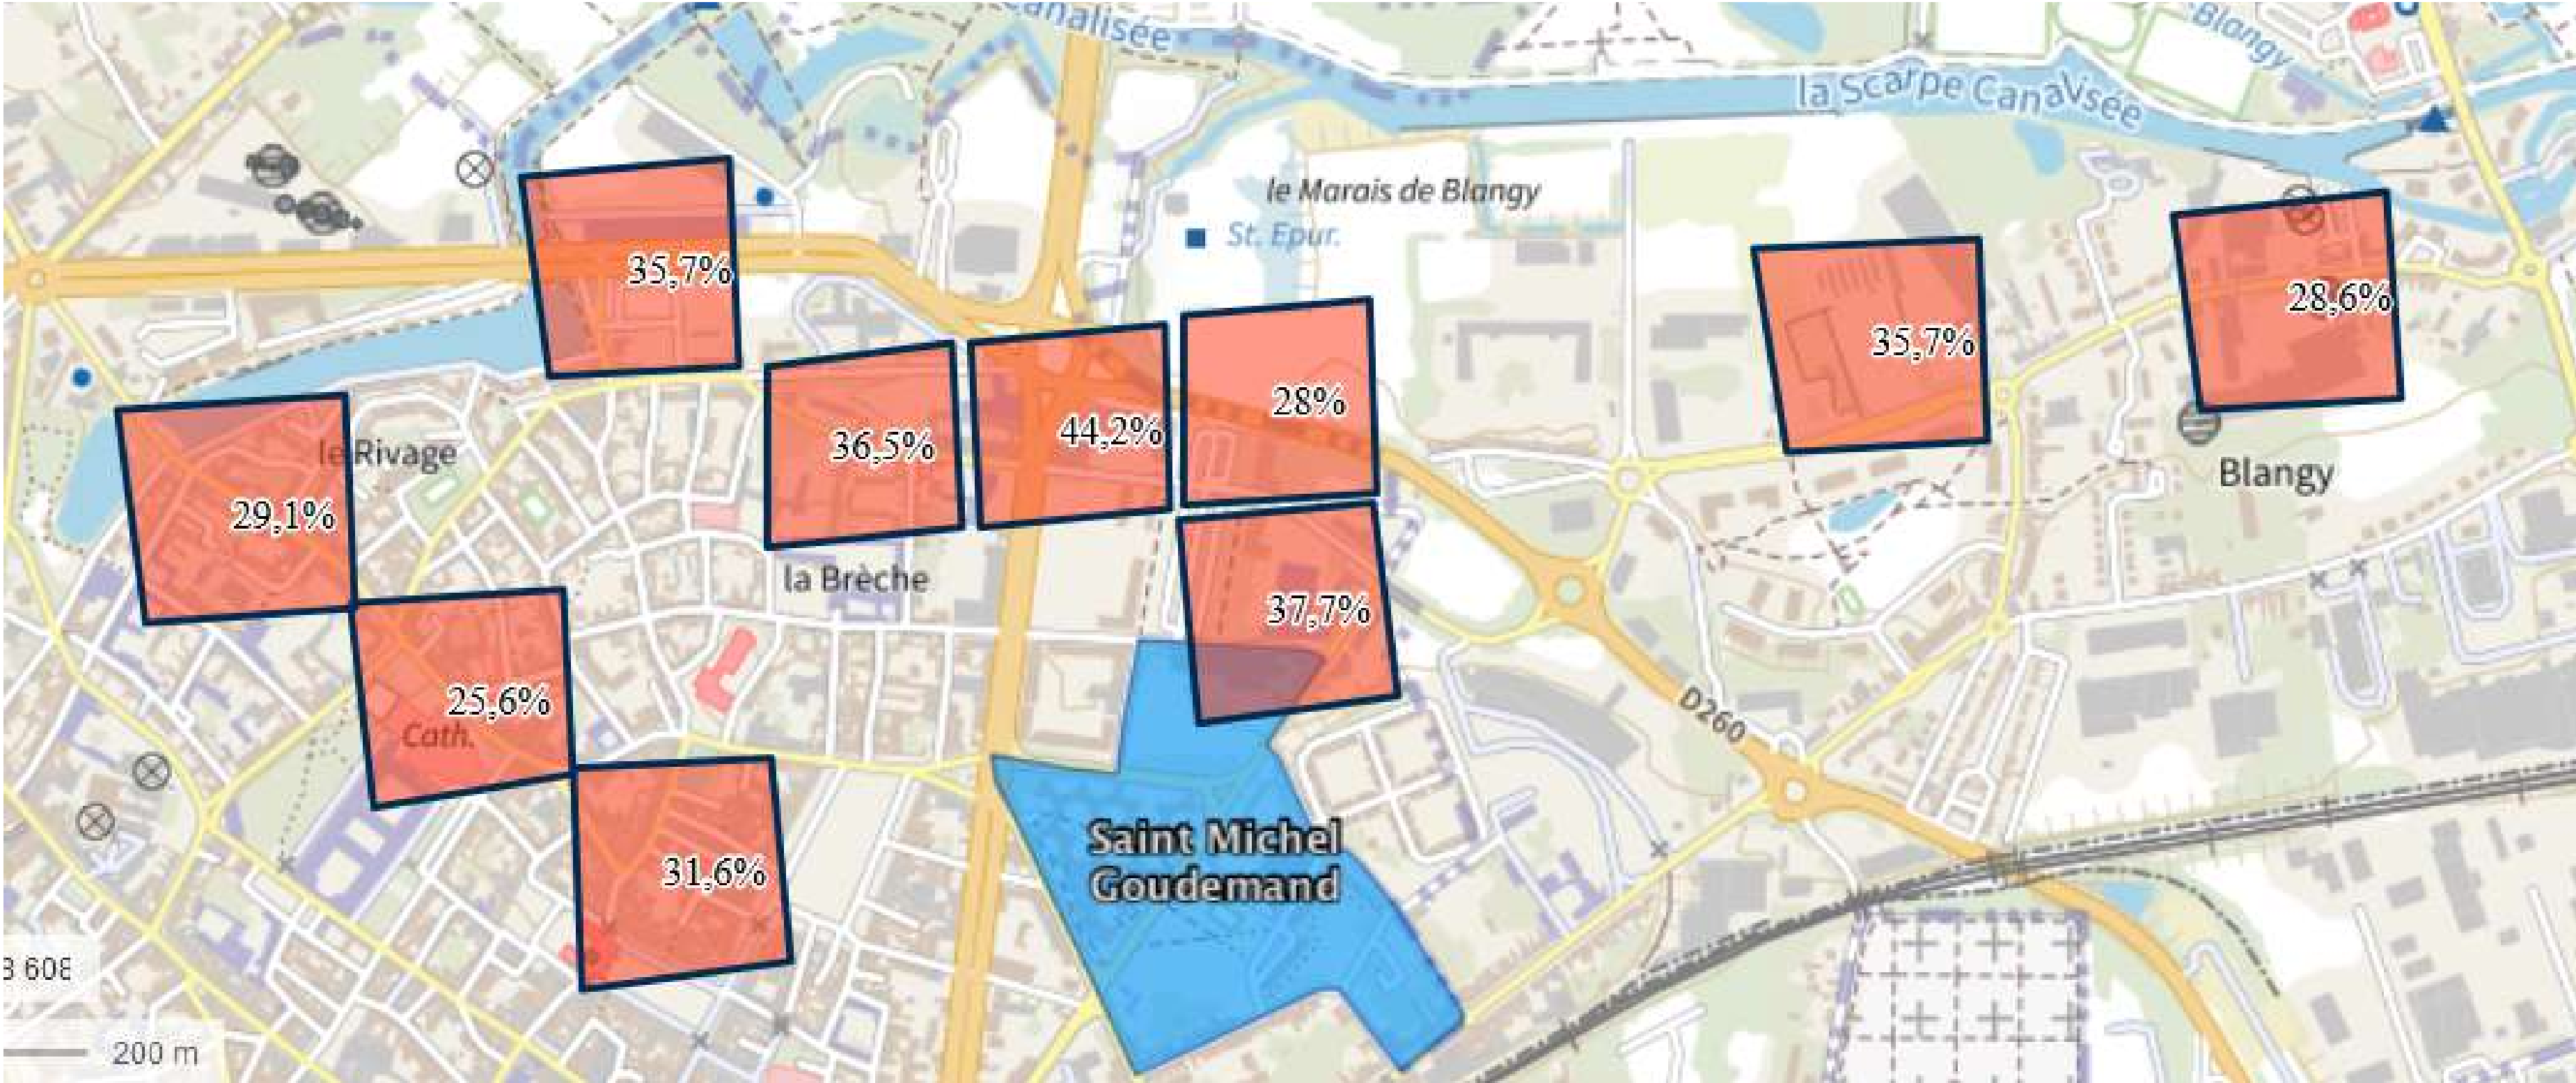 Canalisée
Blangy
la Scarpe Canalisée
le Marais de Blangy
St. Epur.
35,7%
28,6%
35,7%
28%
36,5%
44,2%
le Rivage
Blangy
29,1%
la Brèche
37,7%
25,6%
Cath.
D260
Saint Michel
Goudemand
31,6%
8 608
200 m